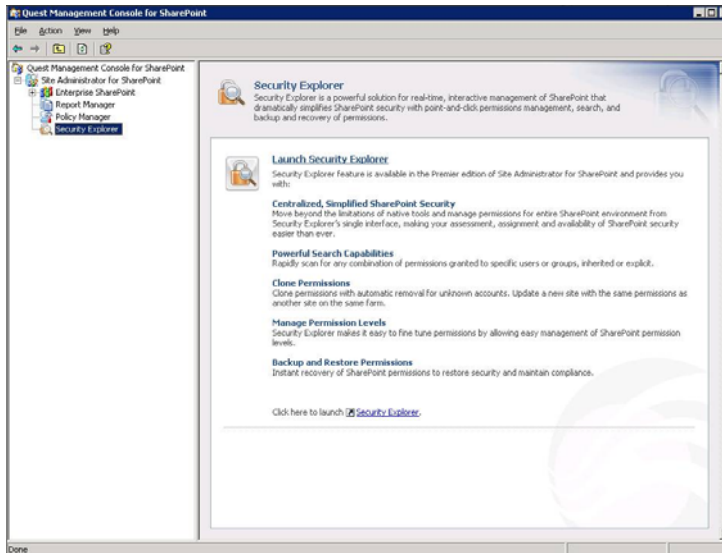 Quest Management Console for SharePoint
File Action View Help
Quest Management Console for SharePoint
Site Administrator for SharePoint
Enterprise SharePoint
Report Manager
Policy Manager
Security Explorer
Security Explorer
Security Explorer is a powerful solution for real-time, interactive management of SharePoint that
dramatically simplifies SharePoint security with point-and-click permissions management, search, and
backup and recovery of permissions.
Launch Security Explorer
Security Explorer feature is available in the Premier edition of Site Administrator for SharePoint and provides you
with:
Centralized, Simplified SharePoint Security
Move beyond the limitations of native tools and manage permissions for entire SharePoint environment from
Security Explorer's single interface, making your assessment, assignment and availability of SharePoint security
easier than ever.
Powerful Search Capabilities
Rapidly scan for any combination of permissions granted to specific users or groups, inherited or explicit.
Clone Permissions
Clone permissions with automatic removal for unknown accounts. Update a new site with the same permissions as
another site on the same farm.
Manage Permission Levels
Security Explorer makes it easy to fine tune permissions by allowing easy management of SharePoint permission
levels.
Backup and Restore Permissions
Instant recovery of SharePoint permissions to restore security and maintain compliance.
Click here to launch Security Explorer.
Done